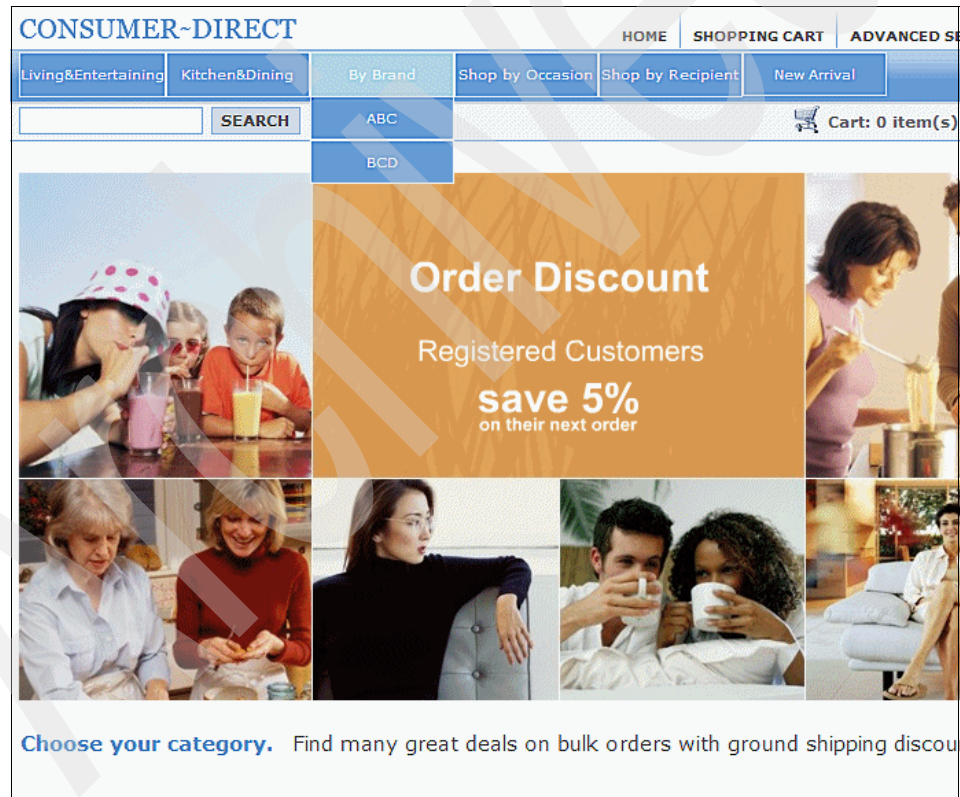 CONSUMER~DIRECT
HOME SHOPPING CART ADVANCED SE
Living&Entertaining Kitchen&Dining By Brand Shop by Occasion Shop by Recipient New Arrival
SEARCH ABC Cart: 0 item(s)
BCD
Order Discount
Registered Customers
save 5%
on their next order
Choose your category. Find many great deals on bulk orders with ground shipping discou